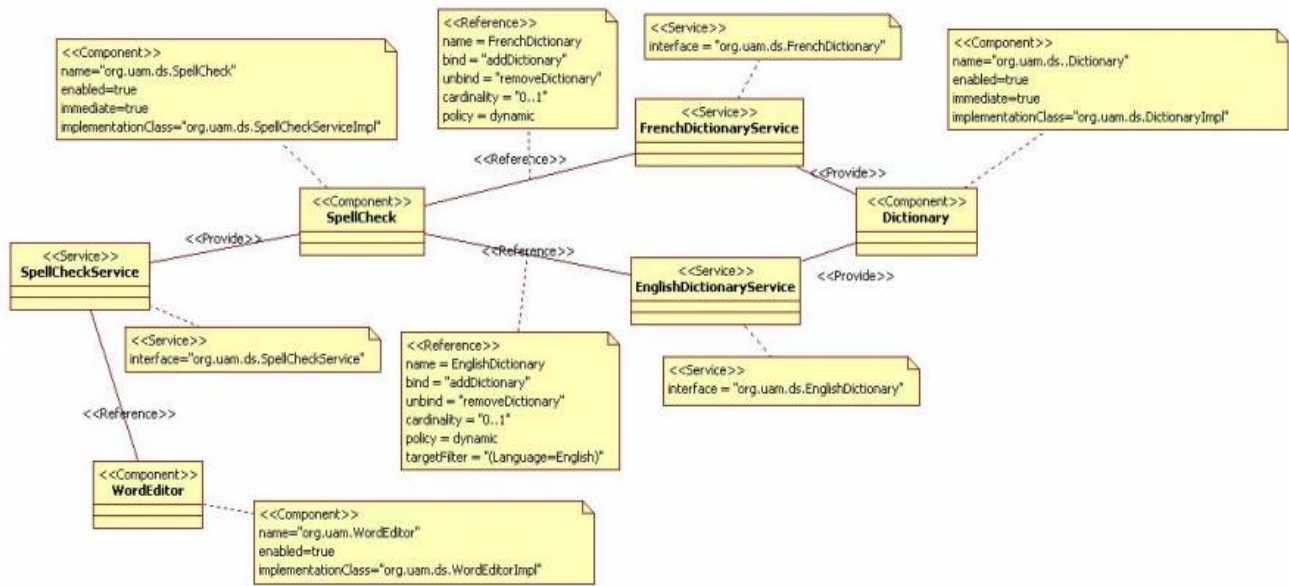 <<Component>>
name="org.uam.ds.SpellCheck"
enabled=true
immediate=true
implementationClass="org.uam.ds.SpellCheckServiceImpl"
<<Reference>>
name = FrenchDictionary
bind = "addDictionary"
unbind = "removeDictionary"
cardinality = "0..1"
policy = dynamic
<<Service>>
interface = "org.uam.ds.FrenchDictionary"
<<Component>>
name="org.uam.ds..Dictionary"
enabled=true
immediate=true
implementationClass="org.uam.ds.DictionaryImpl"
<<Service>>
FrenchDictionaryService
<<Reference>>
<<Provide>>
<<Component>>
SpellCheck
<<Component>>
Dictionary
<<Provide>>
<<Reference>>
<<Service>>
SpellCheckService
<<Service>>
EnglishDictionaryService
<<Provide>>
<<Service>>
interface="org.uam.ds.SpellCheckService"
<<Reference>>
name = EnglishDictionary
bind = "addDictionary"
unbind = "removeDictionary"
cardinality = "0..1"
policy = dynamic
targetFilter = "(Language=English)"
<<Service>>
interface = "org.uam.ds.EnglishDictionary"
<<Reference>>
<<Component>>
WordEditor
<<Component>>
name="org.uam.WordEditor"
enabled=true
implementationClass="org.uam.ds.WordEditorImpl"